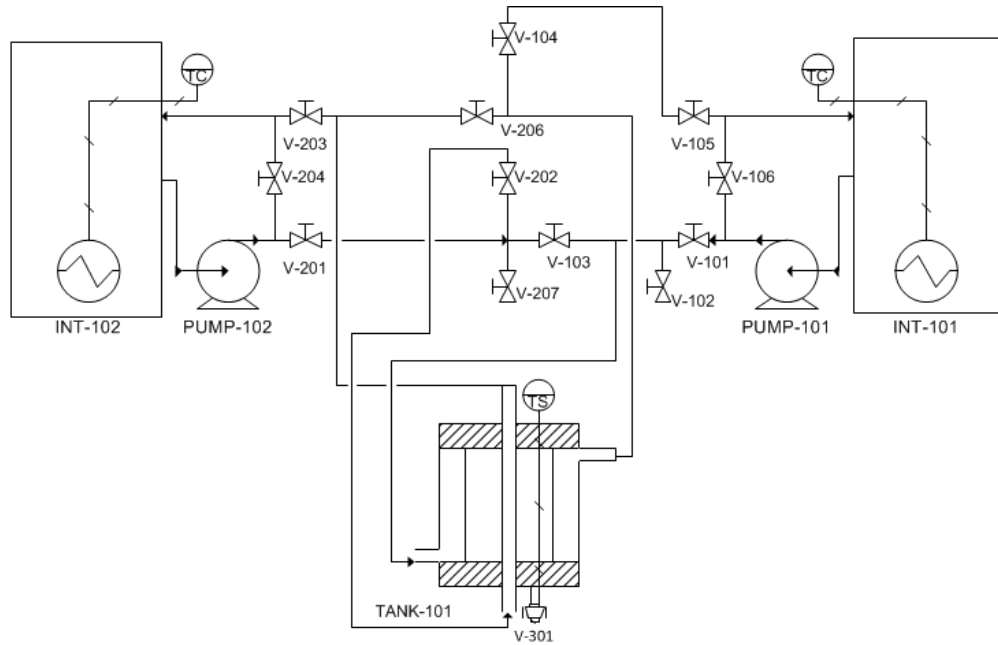 V-104
TC
TC
V-203
V-206
V-105
V-204
V-202
V-106
V-201
V-103
V-101
V-207
V-102
INT-102
PUMP-102
PUMP-101
INT-101
TS
TANK-101
V-301